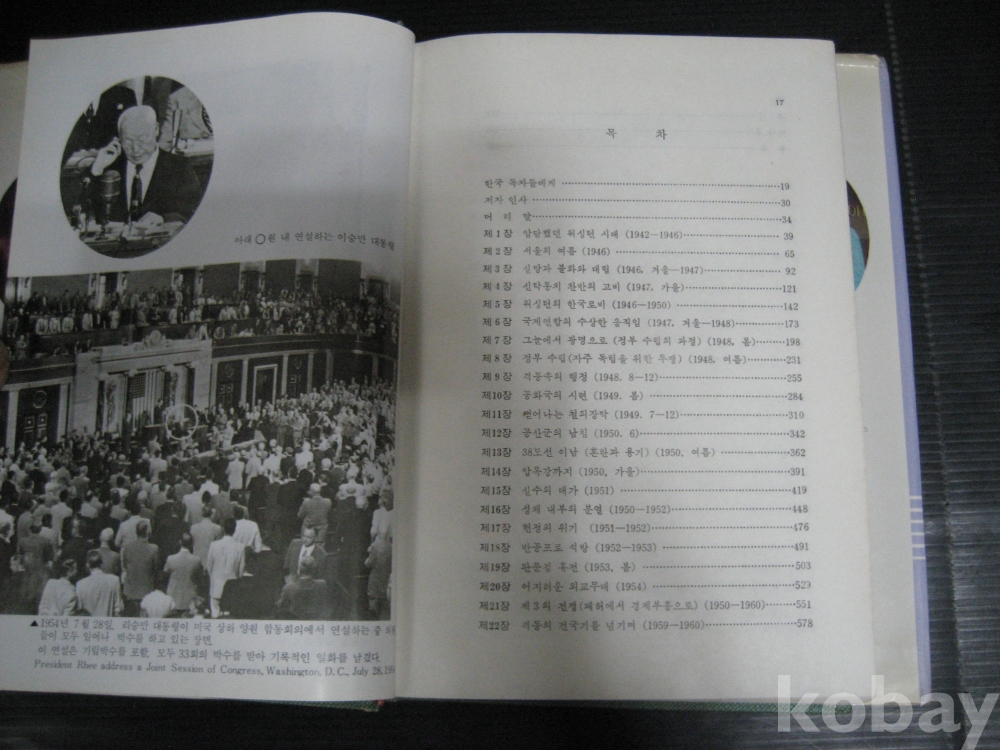 아래 ○원 내 연설하는 이승만 대통령
▲1954년 7월 28일, 리승만 대통령이 미국 상하 양원 합동회의에서 연설하는 중
들이 모두 일어나 박수를 하고 있는 장면.
이 연설은 기립박수를 포함, 모두 33회의 박수를 받아 기록적인 일화를 남겼다.
President Rhee address a Joint Session of Congress, Washington, D. C., July 28,
17
목 차
한국 독자들에게 ································19
저자 인사 ································30
머 리 말 ································34
제 1 장 암담했던 워싱턴 시대 (1942—1946) ················ 39
제 2 장 서울의 여름 (1946) ················ 65
제 3 장 실망과 불화와 대립 (1946, 겨울—1947)················ 92
제 4 장 신탁통치 찬반의 고비 (1947, 가을)················121
제 5 장 워싱턴의 한국로비 (1946—1950) ················142
제 6 장 국제연합의 수상한 움직임 (1947, 겨울—1948)················173
제 7 장 그늘에서 광명으로 (정부 수립의 과정) (1948, 봄)········198
제 8 장 정부 수립(자주 독립을 위한 투쟁) (1948, 여름)········231
제 9 장 격동속의 행정 (1948. 8—12)················255
제10장 공화국의 시련 (1949, 봄) ················284
제11장 뻗어나는 철의장막 (1949. 7—12)················310
제12장 공산군의 남침 (1950. 6)················342
제13장 38도선 이남 (혼란과 용기) (1950, 여름)················362
제14장 압록강까지 (1950, 가을)················391
제15장 실수의 대가 (1951) ················419
제16장 성채 내부의 분열 (1950—1952)················448
제17장 헌정의 위기 (1951—1952)················476
제18장 반공포로 석방 (1952—1953)················491
제19장 판문점 휴전 (1953, 봄)················503
제20장 어지러운 외교무대 (1954)················529
제21장 제3의 전쟁(폐허에서 경제부흥으로) (1950—1960)········551
제22장 격동의 전국기를 넘기며 (1959—1960)················578
kobay